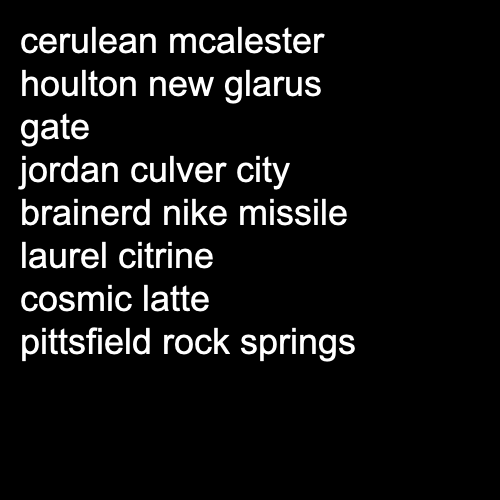 cerulean mcalester
houlton new glarus
gate
jordan culver city
brainerd nike missile
laurel citrine
cosmic latte
pittsfield rock springs